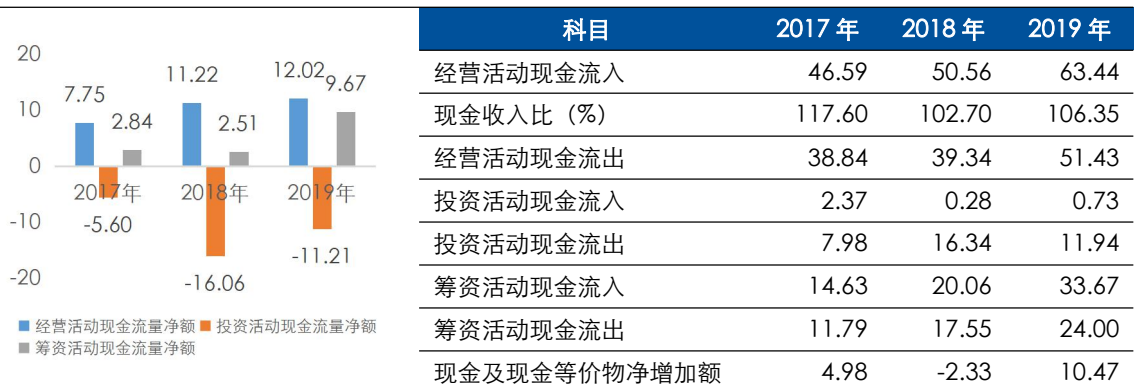 20
10
0
-10
-20
7.75
2.84
-5.60
2017年
11.22
2.51
-16.06
2018年
12.02
9.67
-11.21
2019年
经营活动现金流量净额 投资活动现金流量净额
筹资活动现金流量净额
科目 2017年 2018年 2019年
经营活动现金流入 46.59 50.56 63.44
现金收入比（%） 117.60 102.70 106.35
经营活动现金流出 38.84 39.34 51.43
投资活动现金流入 2.37 0.28 0.73
投资活动现金流出 7.98 16.34 11.94
筹资活动现金流入 14.63 20.06 33.67
筹资活动现金流出 11.79 17.55 24.00
现金及现金等价物净增加额 4.98 -2.33 10.47